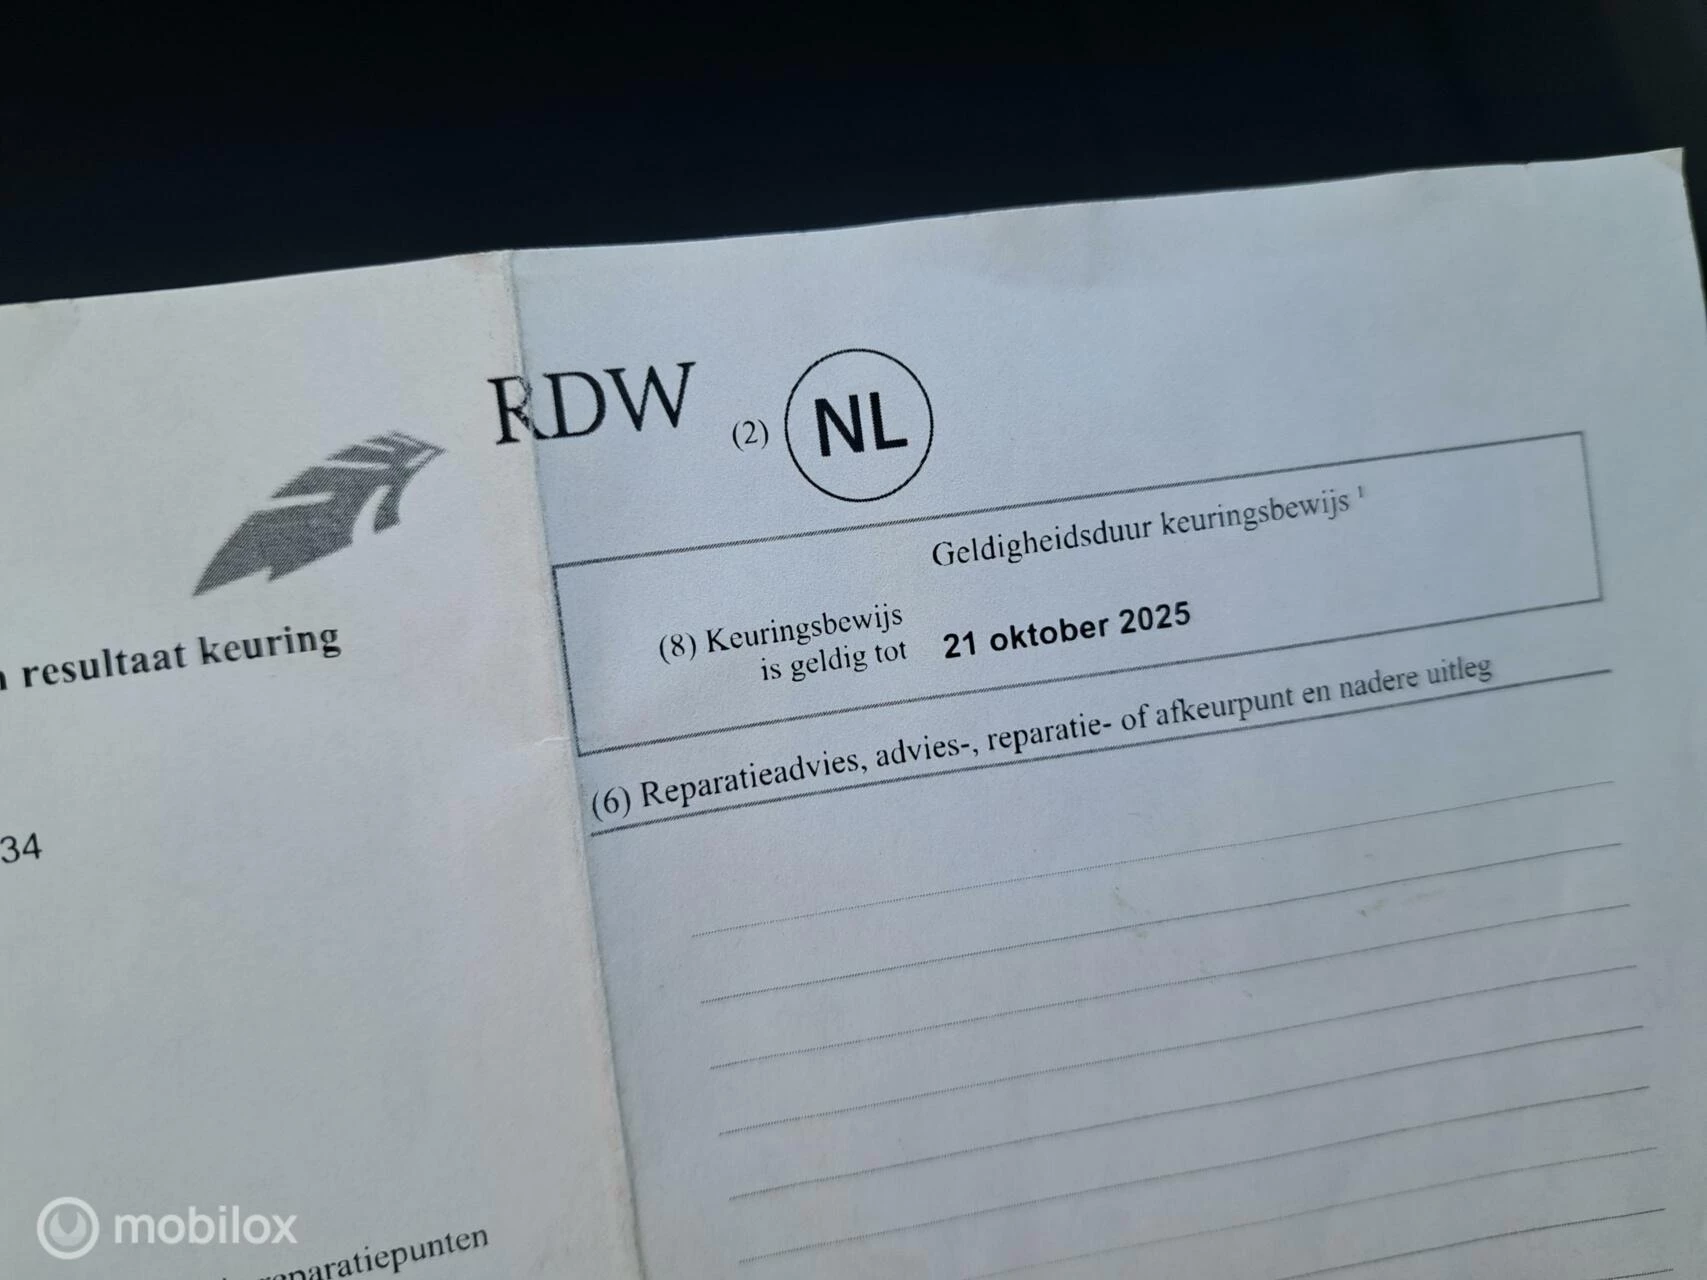 RDW
(2) NL
Geldigheidsduur keuringsbewijs ¹
(8) Keuringsbewijs
is geldig tot 21 oktober 2025
resultaat keuring
(6) Reparatieadvies, advies-, reparatie- of afkeurpunt en nadere uitleg
34
mobilox